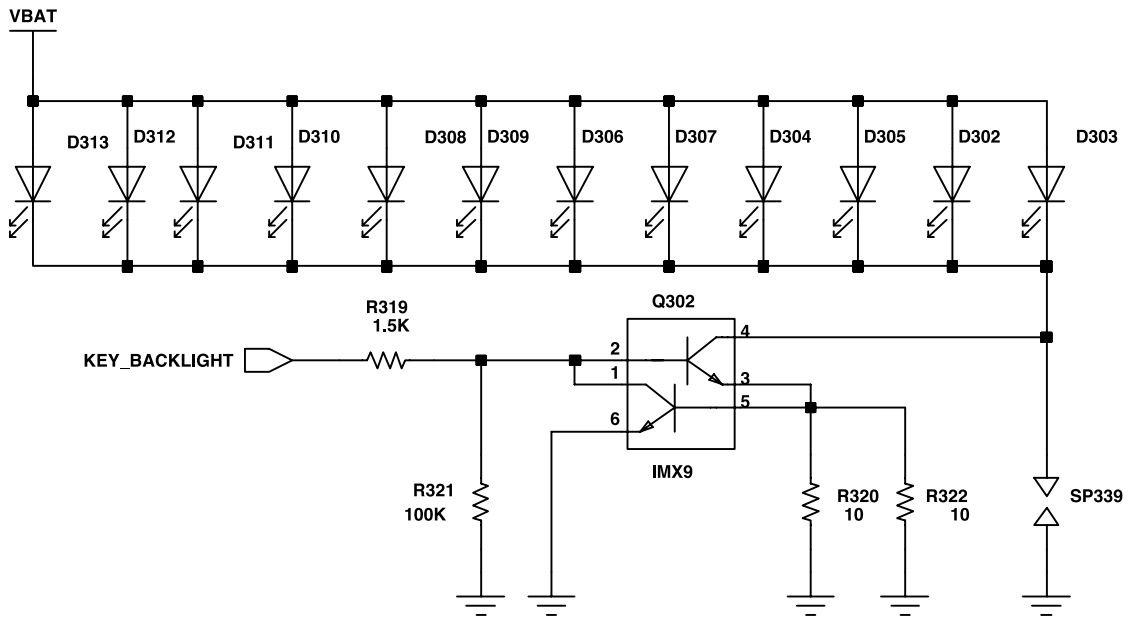 VBAT
D313
D312
D311
D310
D308
D309
D306
D307
D304
D305
D302
D303
R319
1.5K
Q302
KEY_BACKLIGHT
2
1
6
4
3
5
IMX9
R321
100K
R320
10
R322
10
SP339